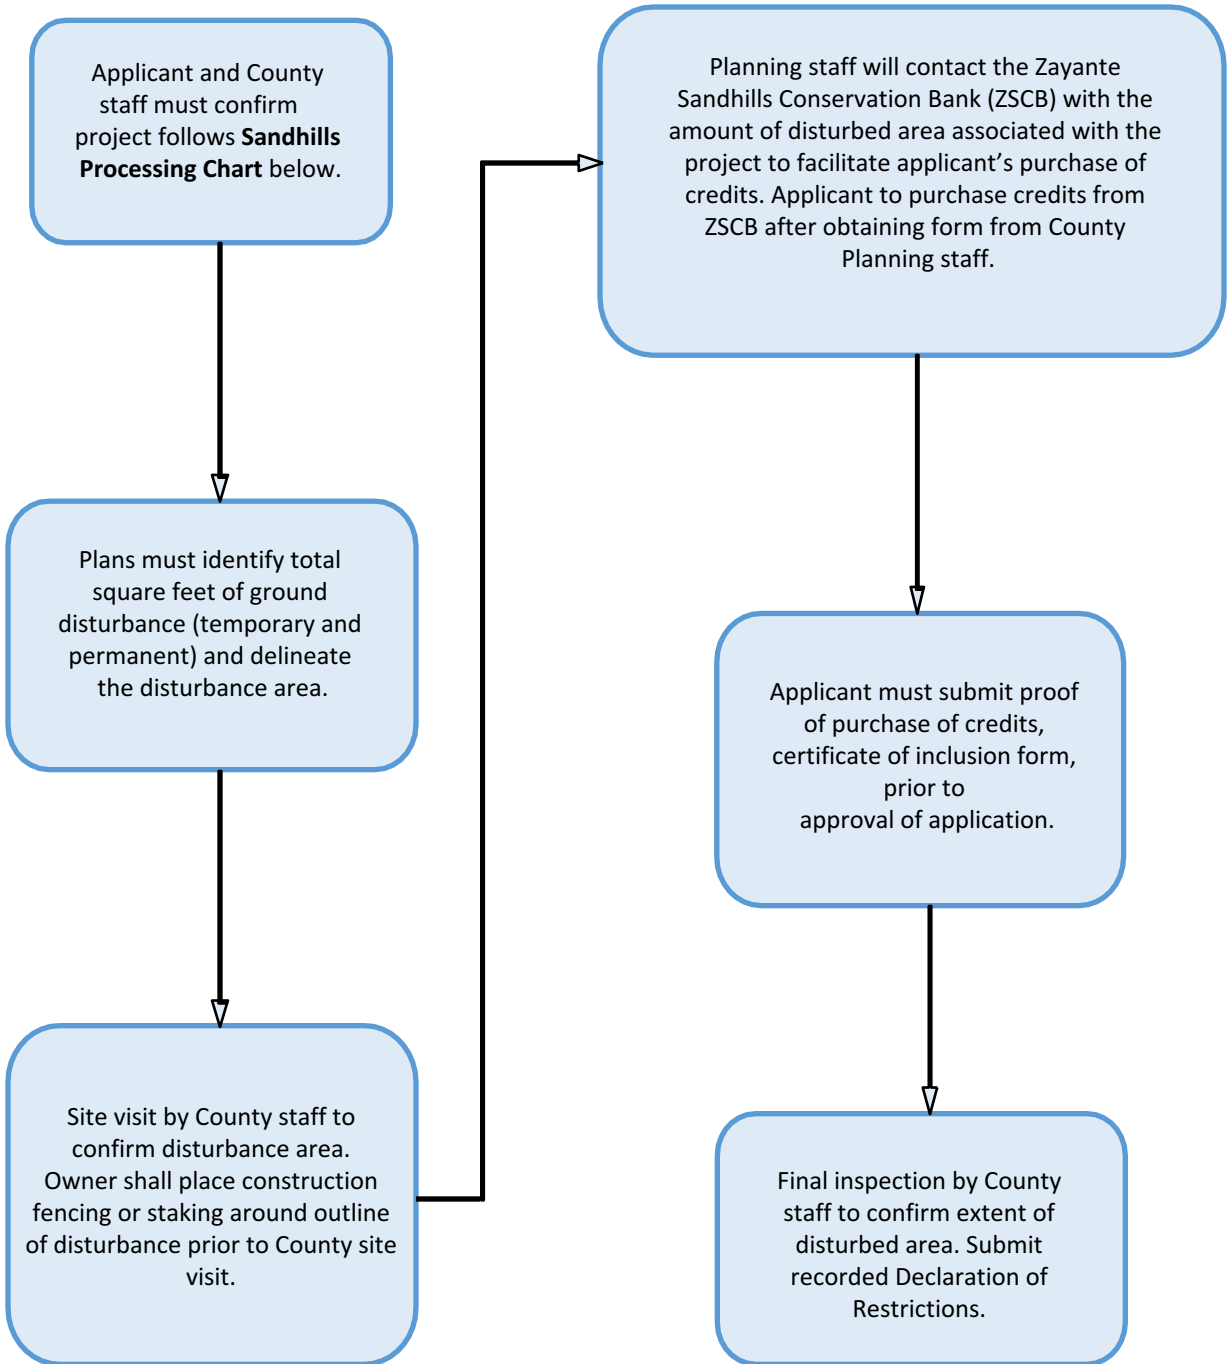 Applicant and County
staff must confirm
project follows Sandhills
Processing Chart below.
Plans must identify total
square feet of ground
disturbance (temporary and
permanent) and delineate
the disturbance area.
Site visit by County staff to
confirm disturbance area.
Owner shall place construction
fencing or staking around outline
of disturbance prior to County site
visit.
Planning staff will contact the Zayante
Sandhills Conservation Bank (ZSCB) with the
amount of disturbed area associated with the
project to facilitate applicant’s purchase of
credits. Applicant to purchase credits from
ZSCB after obtaining form from County
Planning staff.
Applicant must submit proof
of purchase of credits,
certificate of inclusion form,
prior to
approval of application.
Final inspection by County
staff to confirm extent of
disturbed area. Submit
recorded Declaration of
Restrictions.